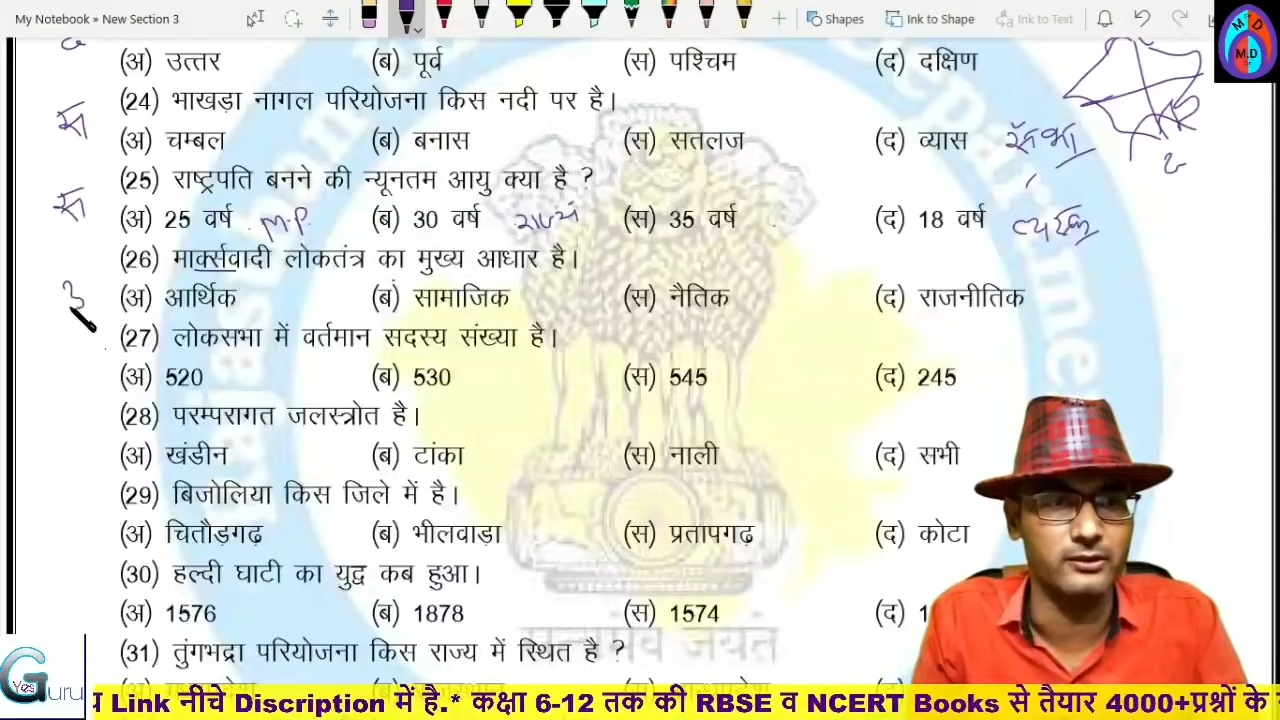 My Notebook » New Section 3
Shapes
Ink to Shape
Ink to Text
M.D
(अ) उत्तर (ब) पूर्व (स) पश्चिम (द) दक्षिण
(24) भाखड़ा नागल परियोजना किस नदी पर है।
स
(अ) चम्बल (ब) बनास (स) सतलज (द) व्यास
(25) राष्ट्रपति बनने की न्यूनतम आयु क्या है ?
स
(अ) 25 वर्ष M.P. (ब) 30 वर्ष (स) 35 वर्ष (द) 18 वर्ष
(26) मार्क्सवादी लोकतंत्र का मुख्य आधार है।
(अ) आर्थिक (ब) सामाजिक (स) नैतिक (द) राजनीतिक
(27) लोकसभा में वर्तमान सदस्य संख्या है।
(अ) 520 (ब) 530 (स) 545 (द) 245
(28) परम्परागत जलस्त्रोत है।
(अ) खंडीन (ब) टांका (स) नाली (द) सभी
(29) बिजोलिया किस जिले में है।
(अ) चितौड़गढ़ (ब) भीलवाड़ा (स) प्रतापगढ़ (द) कोटा
(30) हल्दी घाटी का युद्व कब हुआ।
(अ) 1576 (ब) 1878 (स) 1574 (द) 1
(31) तुंगभद्रा परियोजना किस राज्य में स्थित है ?
Yes Guru
Link नीचे Discription में है.* कक्षा 6-12 तक की RBSE व NCERT Books से तैयार 4000+प्रश्नों के